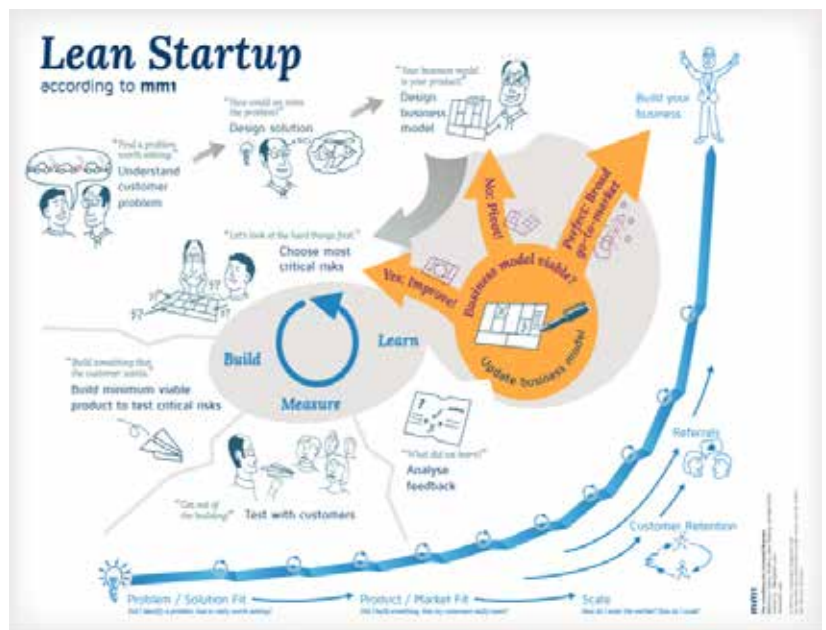 Lean Startup
according to mm1
"Find a problem
worth solving."
Understand
customer
problem
"How could we solve
the problem?"
Design solution
"Your business model
is your product."
Design
business
model
Build your
business
"Let's look at the hard things first."
Choose most
critical risks
No: Pivot!
Perfect: Broad
go-to-market
Yes: Improve!
Business model viable?
Update business model
Build
Learn
Measure
"Build something that
the customer wants."
Build minimum viable
product to test critical risks
"What did we learn?"
Analyse
feedback
"Get out of
the building!"
Test with customers
Referrals
Customer Retention
Problem / Solution Fit
Product / Market Fit
Scale
mm1